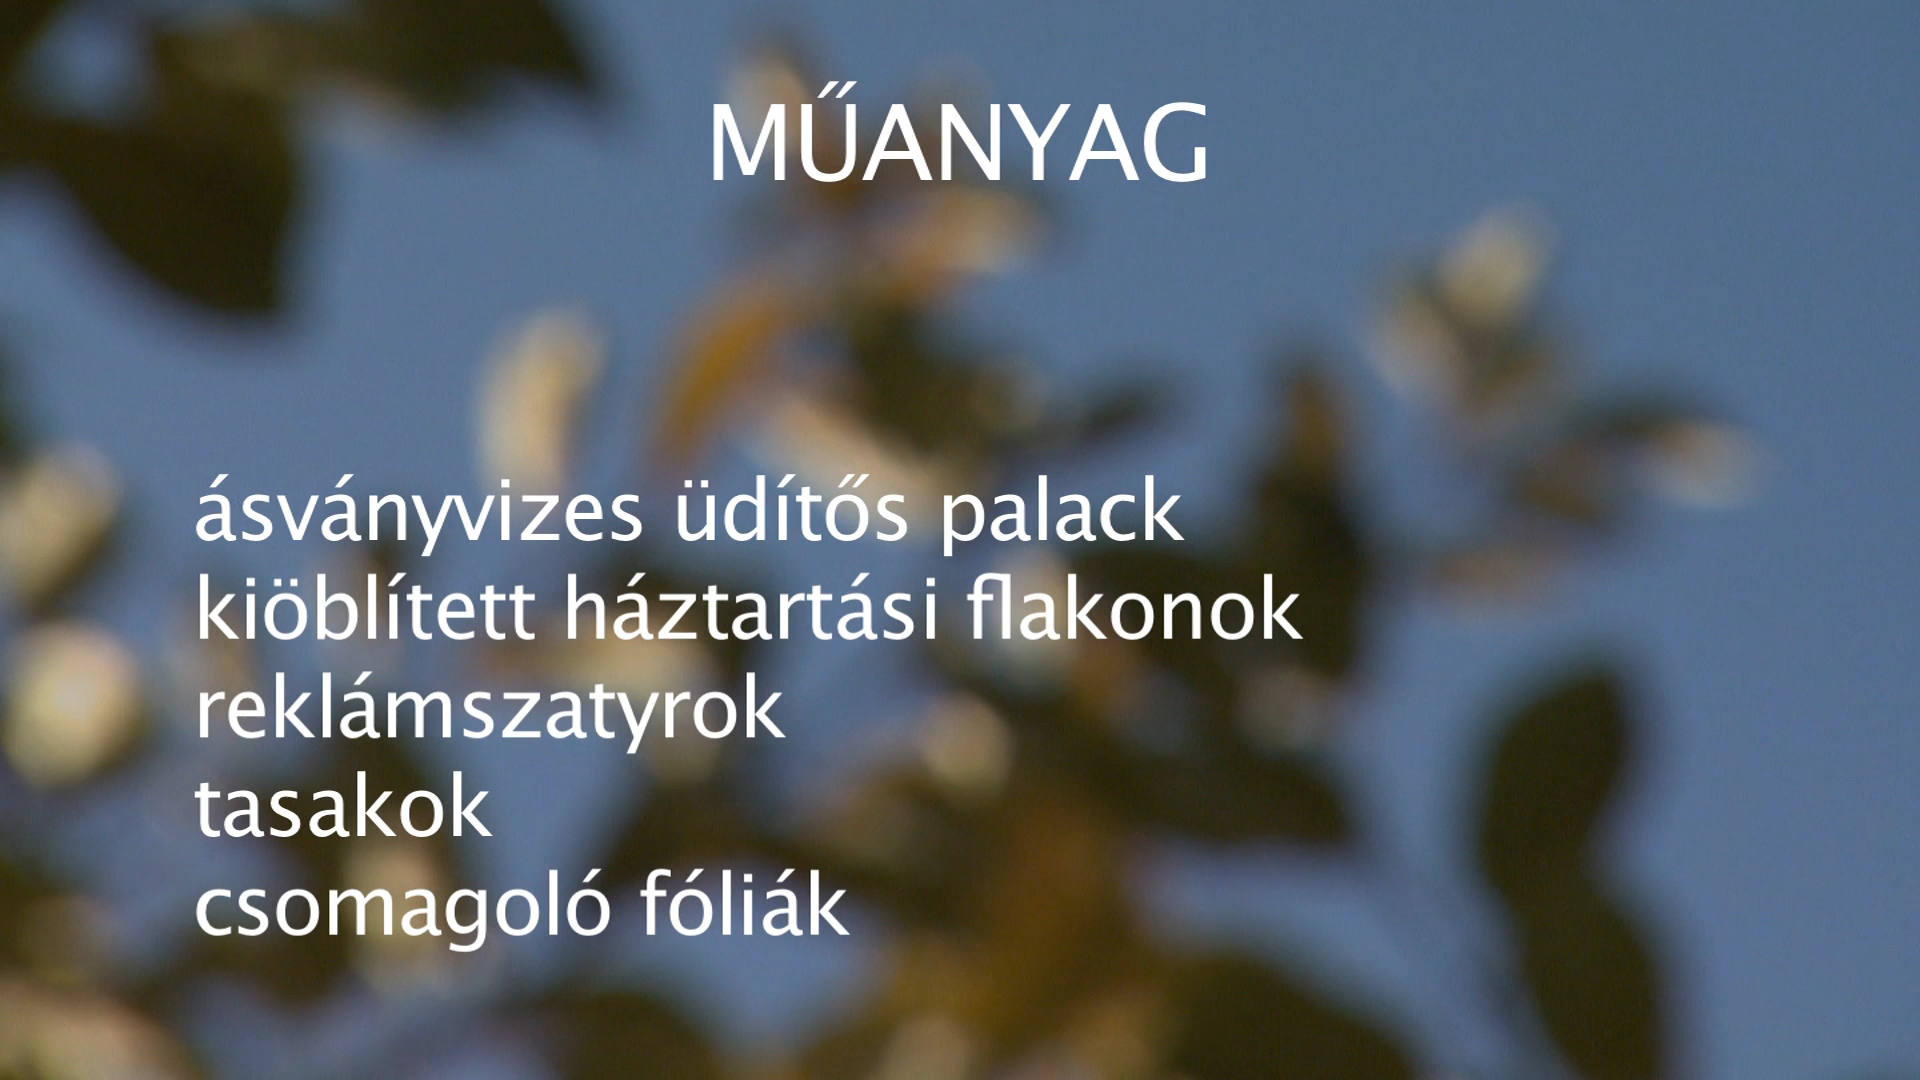 MŰANYAG
ásványvizes üdítős palack
kiöblített háztartási flakonok
reklámszatyrok
tasakok
csomagoló fóliák